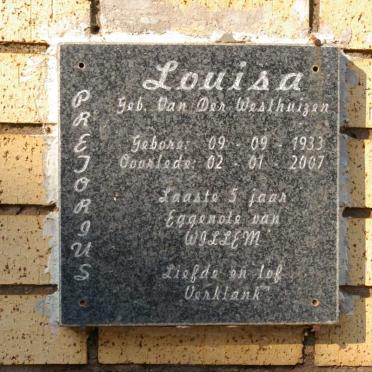 PRETORIUS
Louisa
Geb. Van Der Westhuizen
Gebore: 09 - 09 - 1933
Oorlede: 02 - 01 - 2007
Laaste 5 jaar
Eggenote van
WILLEM
Liefde en lof
Verklank